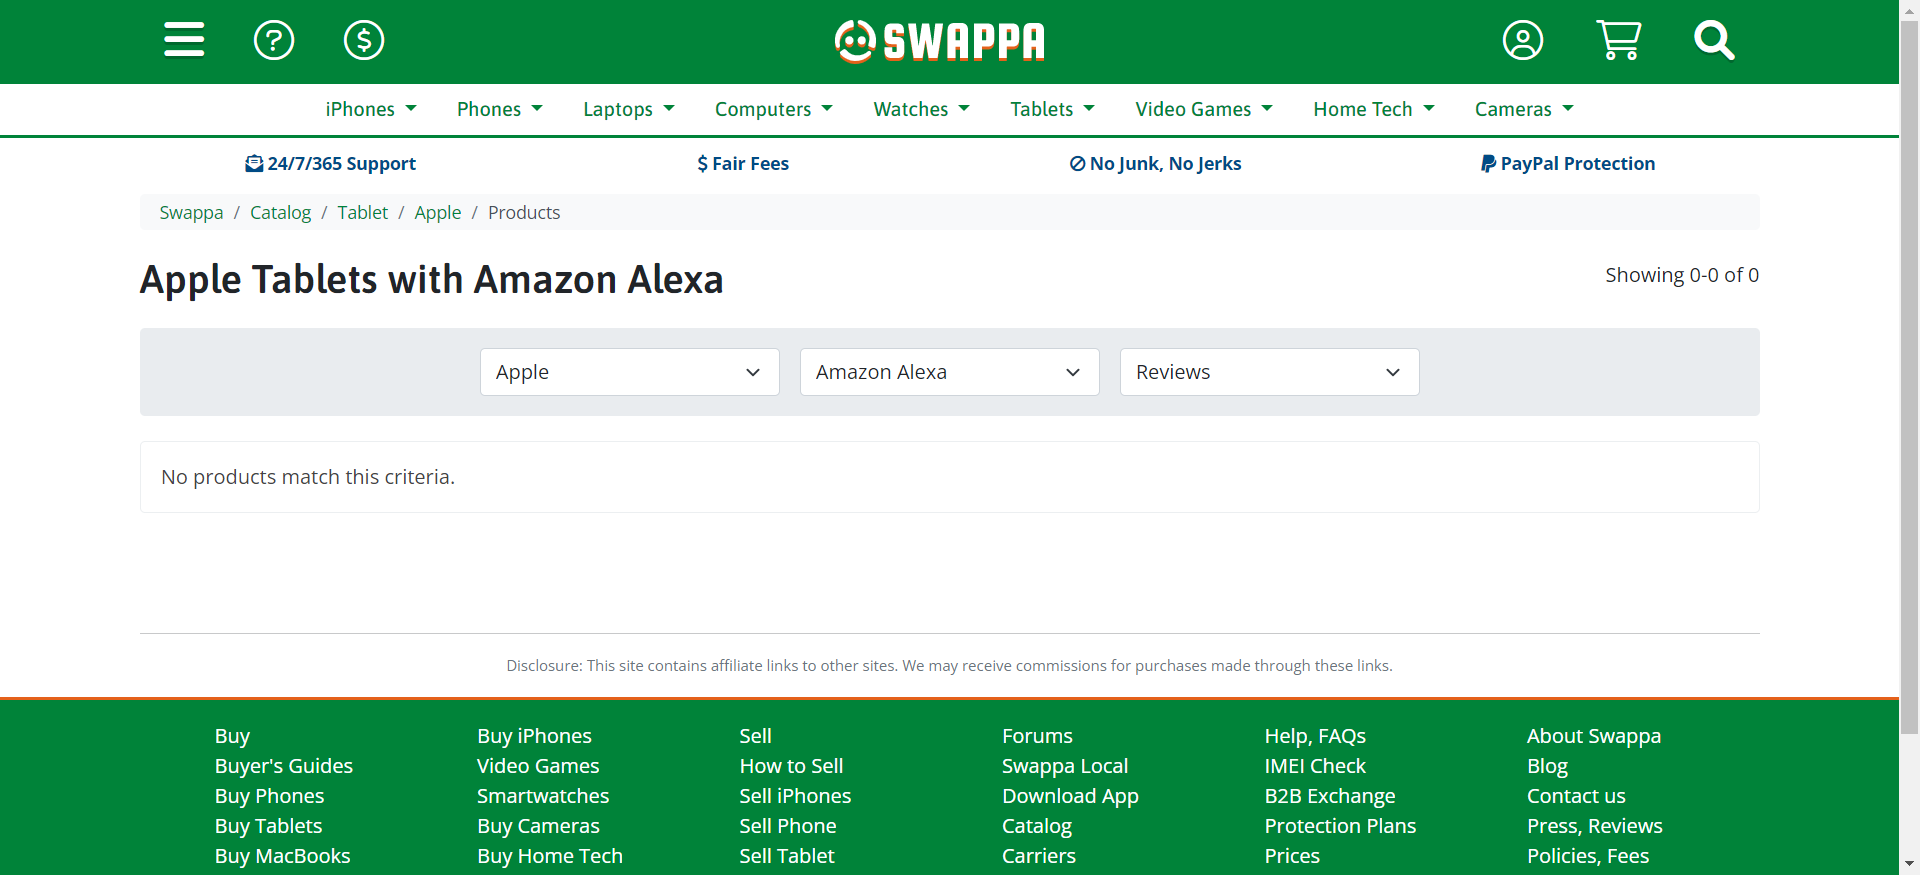 SWAPPA
iPhones
Phones
Laptops
Computers
Watches
Tablets
Video Games
Home Tech
Cameras
24/7/365 Support
$ Fair Fees
No Junk, No Jerks
PayPal Protection
Swappa / Catalog / Tablet / Apple / Products
Apple Tablets with Amazon Alexa
Showing 0-0 of 0
Apple
Amazon Alexa
Reviews
No products match this criteria.
Disclosure: This site contains affiliate links to other sites. We may receive commissions for purchases made through these links.
Buy
Buyer's Guides
Buy Phones
Buy Tablets
Buy MacBooks
Buy iPhones
Video Games
Smartwatches
Buy Cameras
Buy Home Tech
Sell
How to Sell
Sell iPhones
Sell Phone
Sell Tablet
Forums
Swappa Local
Download App
Catalog
Carriers
Help, FAQs
IMEI Check
B2B Exchange
Protection Plans
Prices
About Swappa
Blog
Contact us
Press, Reviews
Policies, Fees